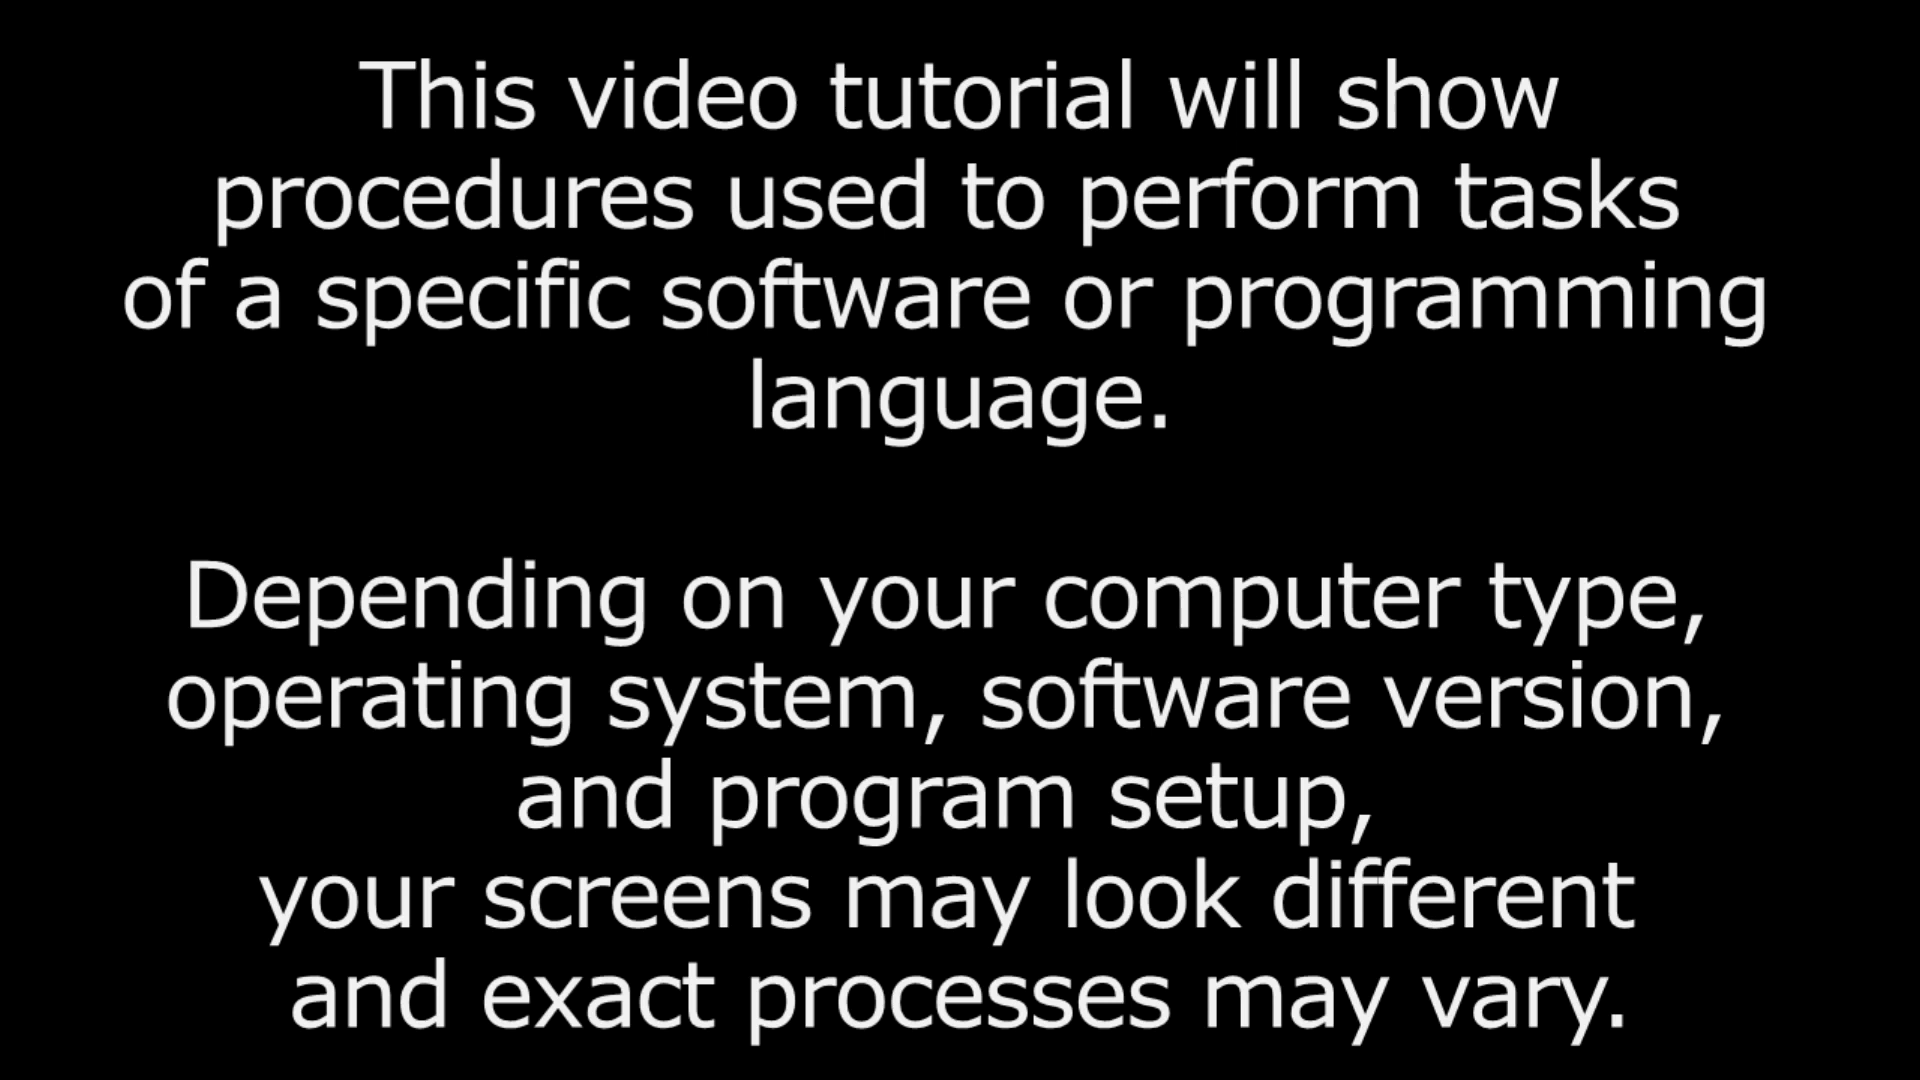 This video tutorial will show
procedures used to perform tasks
of a specific software or programming
language.
Depending on your computer type,
operating system, software version,
and program setup,
your screens may look different
and exact processes may vary.